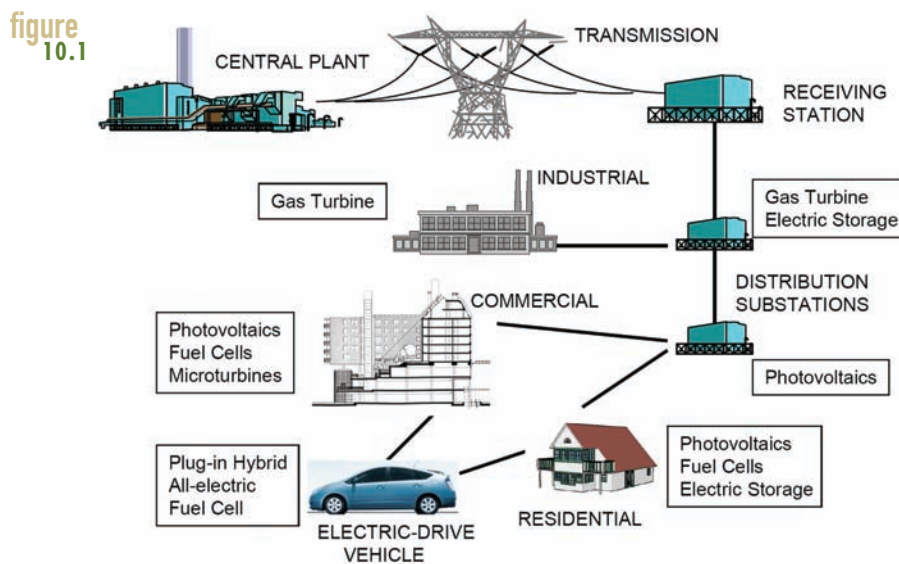 figure
10.1
CENTRAL PLANT
TRANSMISSION
RECEIVING
STATION
INDUSTRIAL
Gas Turbine
Gas Turbine
Electric Storage
DISTRIBUTION
SUBSTATIONS
COMMERCIAL
Photovoltaics
Fuel Cells
Microturbines
Photovoltaics
Plug-in Hybrid
All-electric
Fuel Cell
ELECTRIC-DRIVE
VEHICLE
RESIDENTIAL
Photovoltaics
Fuel Cells
Electric Storage